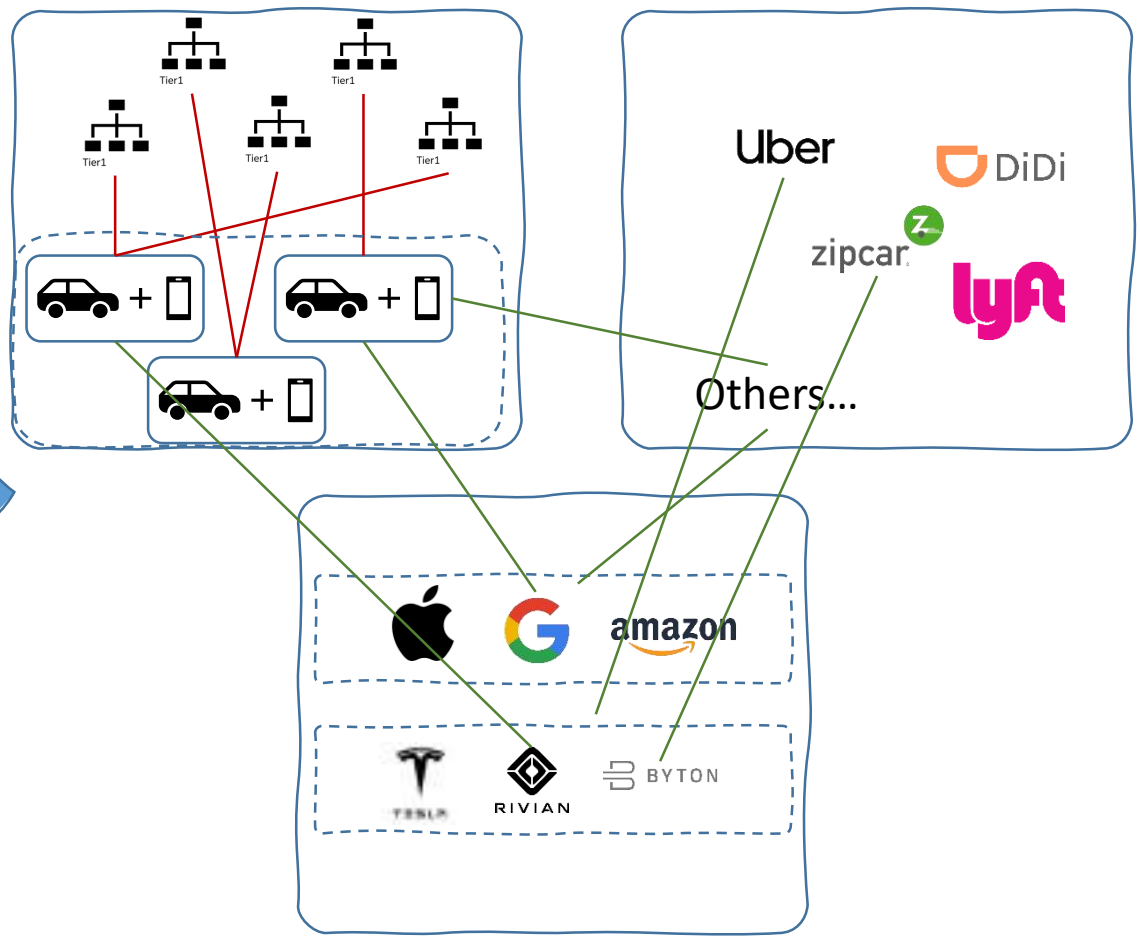 Tier1
Tier1
Tier1
Tier1
Tier1
+
+
+
Uber
DiDi
Z
zipcar.
lyft
Others...
G
amazon
TESLA
RIVIAN
BYTON